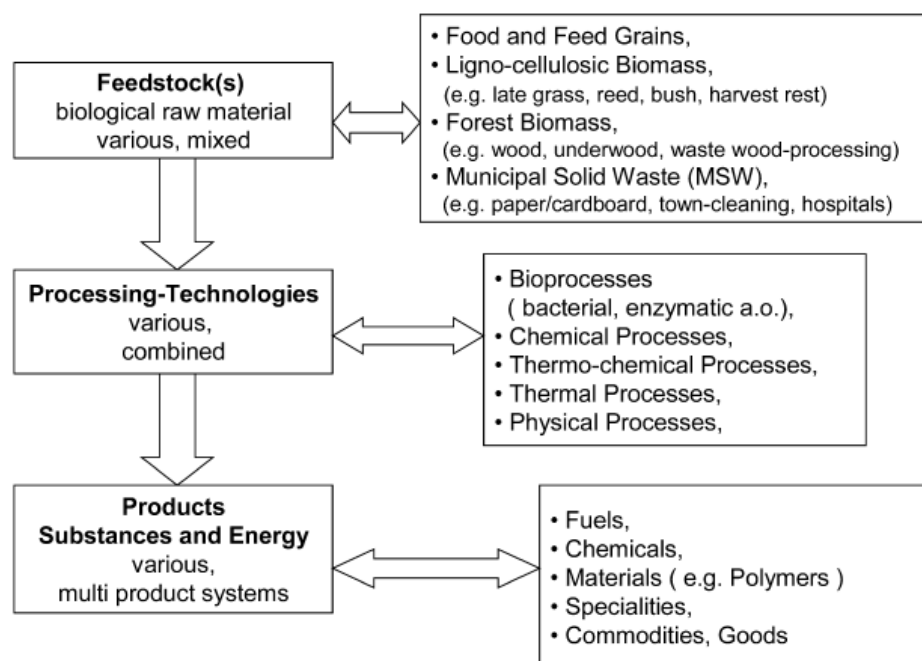 Feedstock(s)
biological raw material
various, mixed
• Food and Feed Grains,
• Ligno-cellulosic Biomass,
(e.g. late grass, reed, bush, harvest rest)
• Forest Biomass,
(e.g. wood, underwood, waste wood-processing)
• Municipal Solid Waste (MSW),
(e.g. paper/cardboard, town-cleaning, hospitals)
Processing-Technologies
various,
combined
• Bioprocesses
( bacterial, enzymatic a.o.),
• Chemical Processes,
• Thermo-chemical Processes,
• Thermal Processes,
• Physical Processes,
Products
Substances and Energy
various,
multi product systems
• Fuels,
• Chemicals,
• Materials ( e.g. Polymers )
• Specialities,
• Commodities, Goods